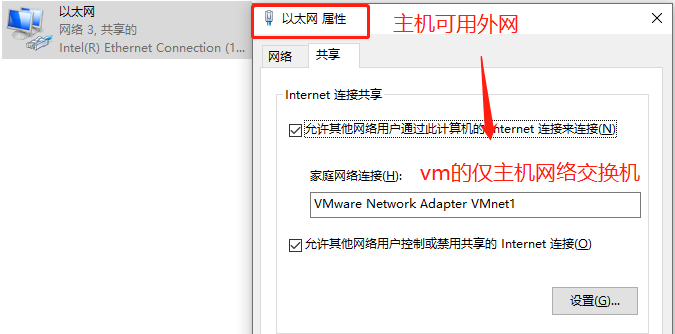 以太网
网络 3, 共享的
Intel(R) Ethernet Connection (1...
以太网 属性
主机可用外网
网络
共享
Internet 连接共享
允许其他网络用户通过此计算机的 Internet 连接来连接(N)
家庭网络连接(H):
vm的仅主机网络交换机
VMware Network Adapter VMnet1
允许其他网络用户控制或禁用共享的 Internet 连接(O)
设置(G)...